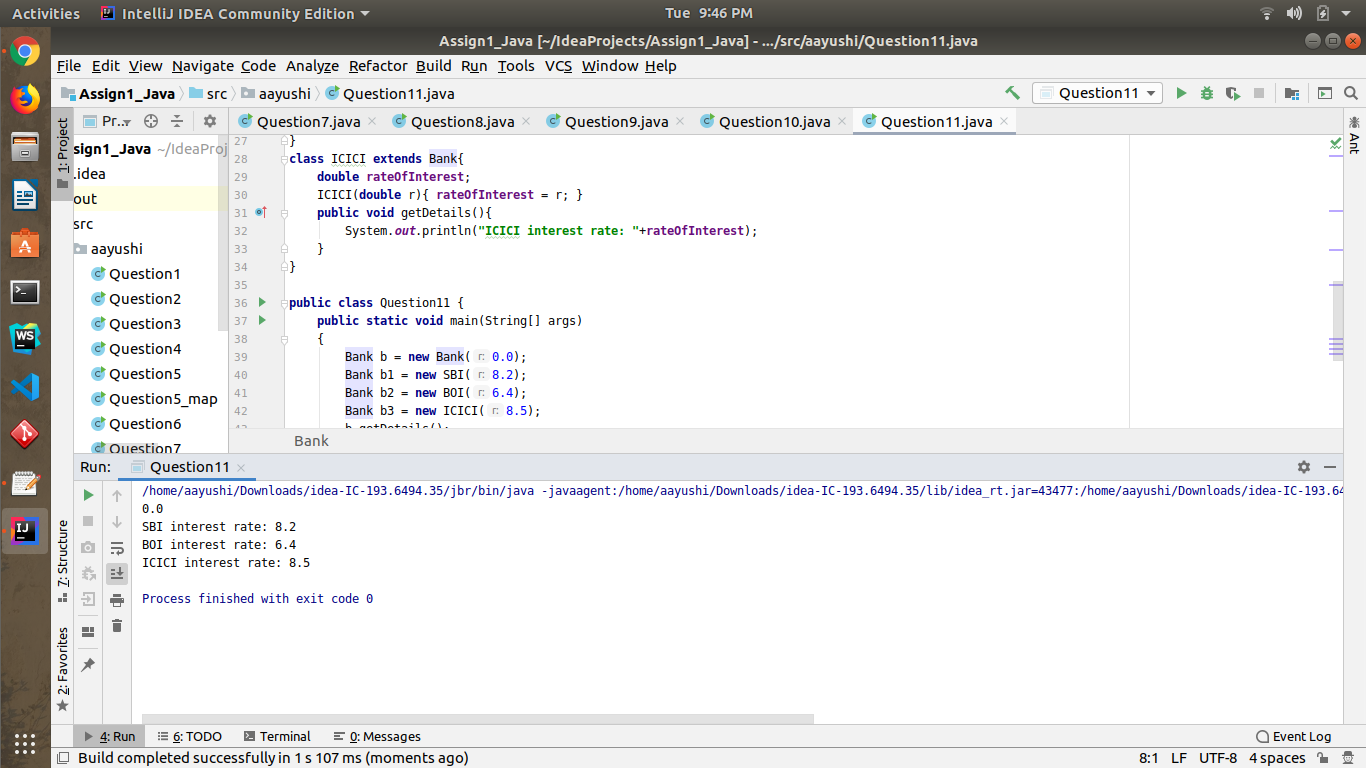 Activities IntelliJ IDEA Community Edition Tue 9:46 PM
Assign1_Java [~/IdeaProjects/Assign1_Java] - .../src/aayushi/Question11.java
File Edit View Navigate Code Analyze Refactor Build Run Tools VCS Window Help
Assign1_Java src aayushi Question11.java Question11
1: Project Pr... Question7.java Question8.java Question9.java Question10.java Question11.java Ant
sign1_Java ~/IdeaProj
.idea
out
src
aayushi
Question1
Question2
Question3
Question4
Question5
Question5_map
Question6
Question7
27 }
28 class ICICI extends Bank{
29 double rateOfInterest;
30 ICICI(double r){ rateOfInterest = r; }
31 public void getDetails(){
32 System.out.println("ICICI interest rate: "+rateOfInterest);
33 }
34 }
35
36 public class Question11 {
37 public static void main(String[] args)
38 {
39 Bank b = new Bank( r: 0.0);
40 Bank b1 = new SBI( r: 8.2);
41 Bank b2 = new BOI( r: 6.4);
42 Bank b3 = new ICICI( r: 8.5);
43 b.getDetails();
Bank
Run: Question11
/home/aayushi/Downloads/idea-IC-193.6494.35/jbr/bin/java -javaagent:/home/aayushi/Downloads/idea-IC-193.6494.35/lib/idea_rt.jar=43477:/home/aayushi/Downloads/idea-IC-193.64
0.0
SBI interest rate: 8.2
BOI interest rate: 6.4
ICICI interest rate: 8.5
Process finished with exit code 0
7: Structure
2: Favorites
4: Run 6: TODO Terminal 0: Messages Event Log
Build completed successfully in 1 s 107 ms (moments ago) 8:1 LF UTF-8 4 spaces